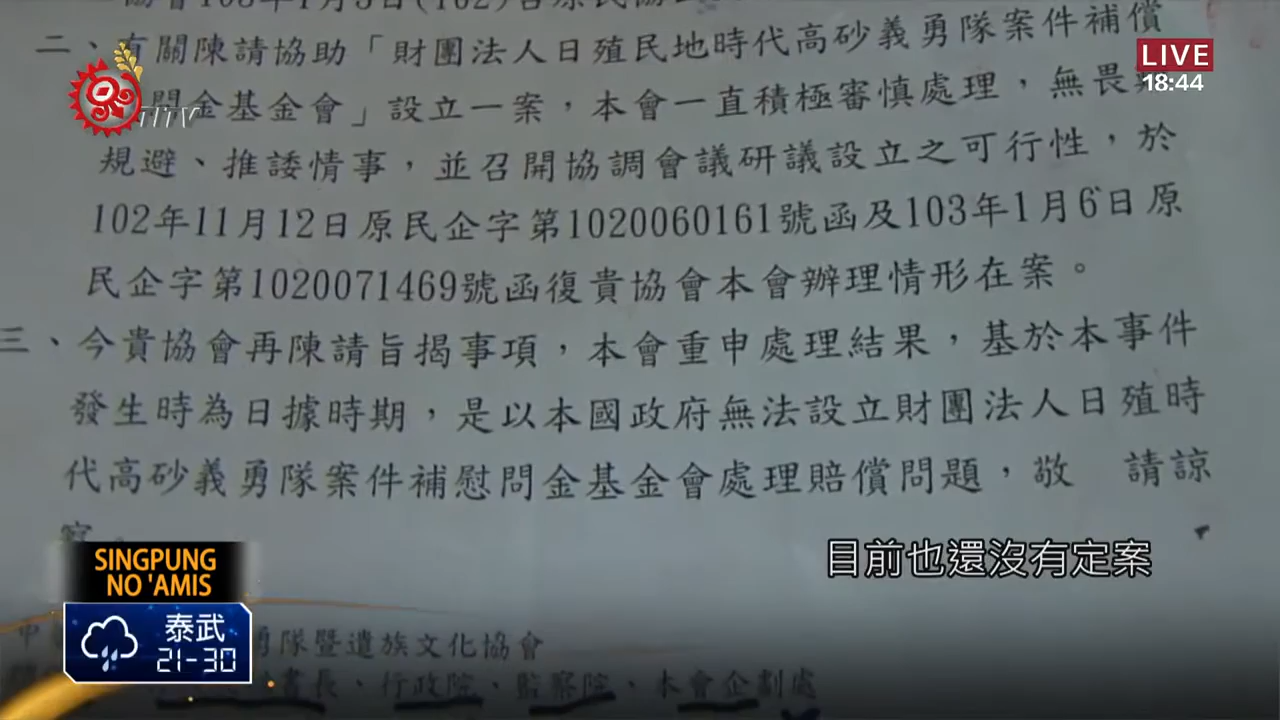 二、有關陳請協助「財團法人日殖民地時代高砂義勇隊案件補償
問金基金會」設立一案，本會一直積極審慎處理，無畏
規避、推諉情事，並召開協調會議研議設立之可行性，於
102年11月12日原民企字第1020060161號函及103年1月6日原
民企字第1020071469號函復貴協會本會辦理情形在案。
三、今貴協會再陳請旨揭事項，本會重申處理結果，基於本事件
發生時為日據時期，是以本國政府無法設立財團法人日殖時
代高砂義勇隊案件補慰問金基金會處理賠償問題，敬 請諒
勇隊暨遺族文化協會
書長、行政院、監察院、本會企劃處
LIVE
18:44
TITV
目前也還沒有定案
SINGPUNG
NO 'AMIS
泰武
21-30